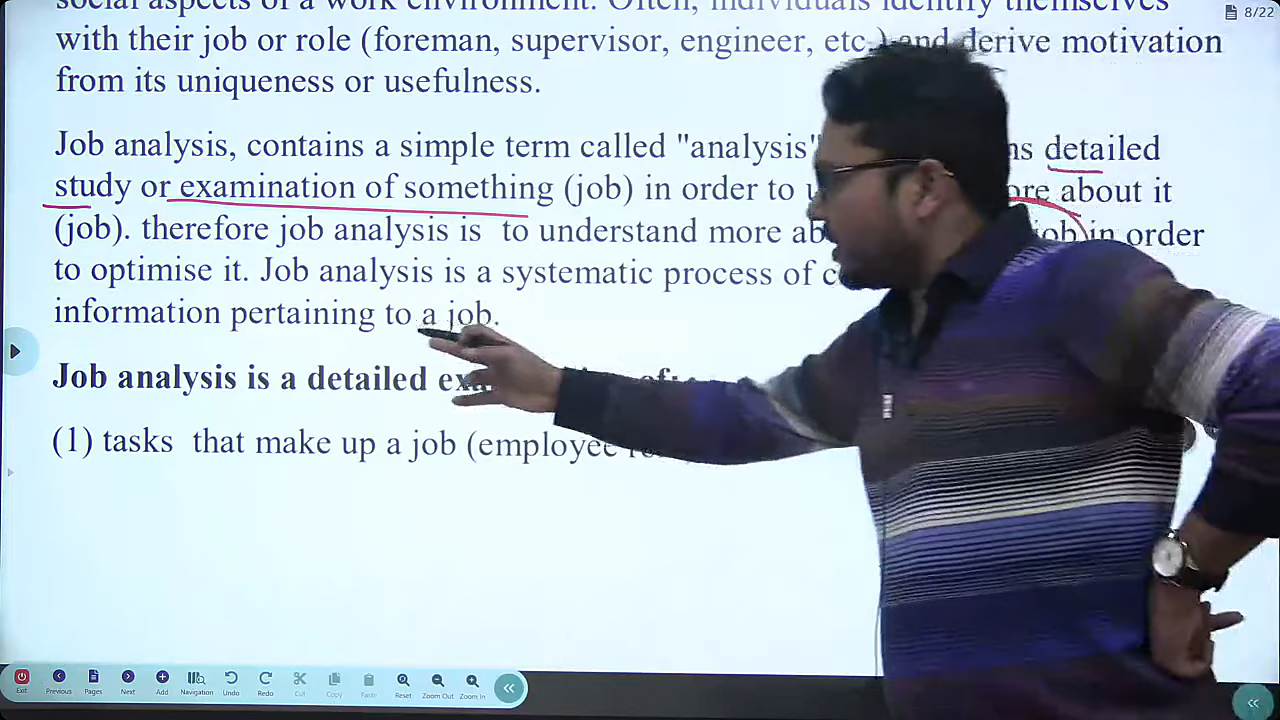 social aspects of a work environment. Often, individuals identify themselves
with their job or role (foreman, supervisor, engineer, etc.) and derive motivation
from its uniqueness or usefulness.
Job analysis, contains a simple term called "analysis" detailed
study or examination of something (job) in order to about it
(job). therefore job analysis is to understand more job in order
to optimise it. Job analysis is a systematic process of
information pertaining to a job.
Job analysis is a detailed
(1) tasks that make up a job (employee
8/22
Exit Previous Pages Next Add Navigation Undo Redo Cut Copy Paste Reset Zoom Out Zoom In